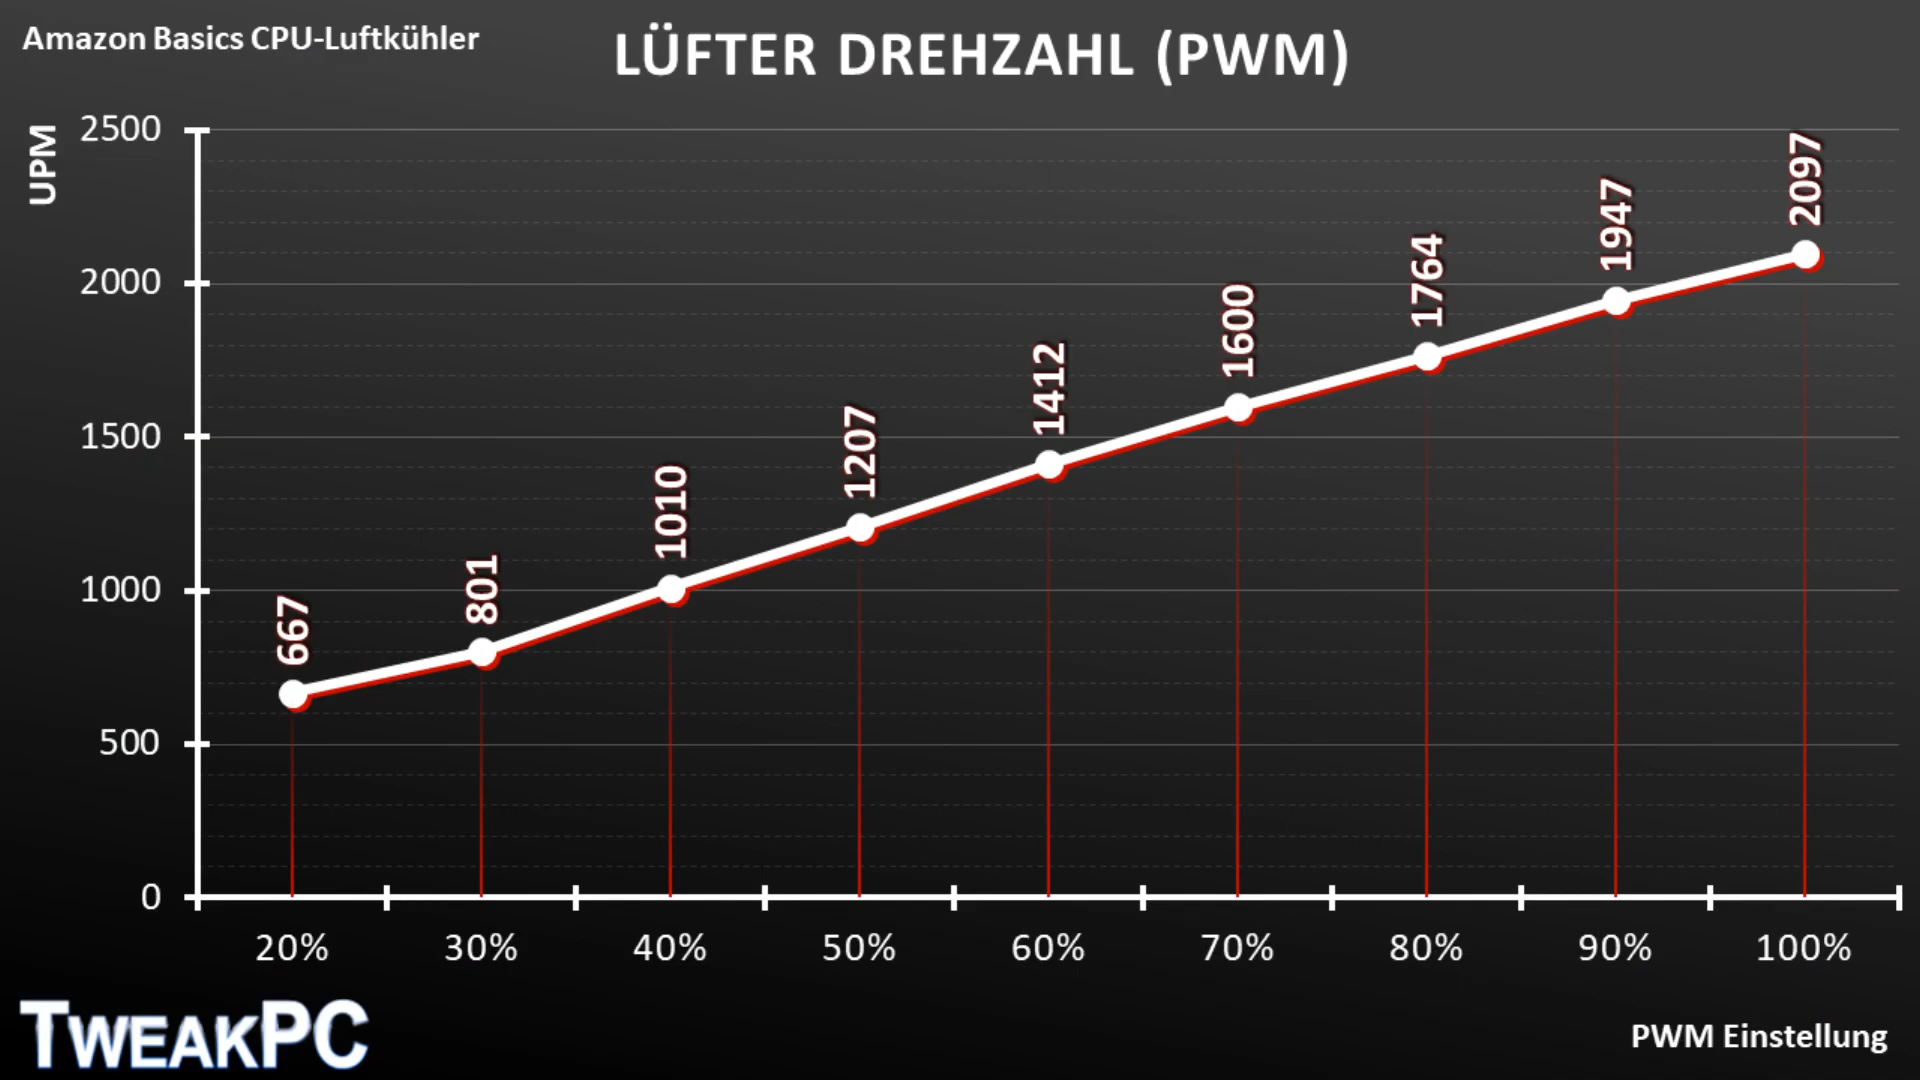 Amazon Basics CPU-Luftkühler
LÜFTER DREHZAHL (PWM)
UPM
2500
2000
1500
1000
500
0
667
801
1010
1207
1412
1600
1764
1947
2097
20% 30% 40% 50% 60% 70% 80% 90% 100%
TWEAKPC
PWM Einstellung